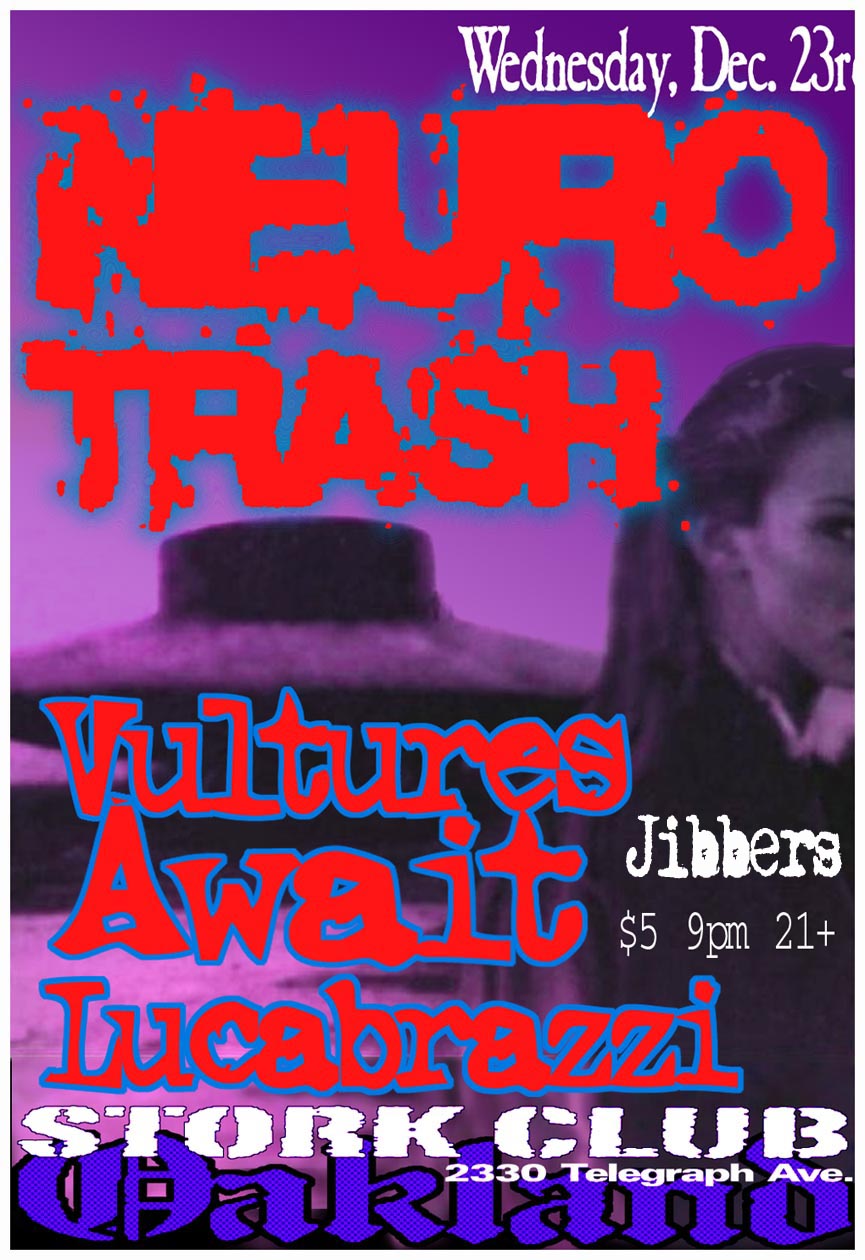 Wednesday, Dec. 23r
NEURO
TRASH
Vultures
Await
Jibbers
$5 9pm 21+
Lucabrazzi
STORK CLUB
2330 Telegraph Ave.
Oakland